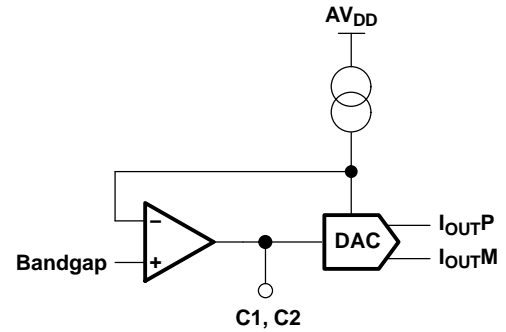 AVDD
−
Bandgap
+
DAC
IOUTP
IOUTM
C1, C2